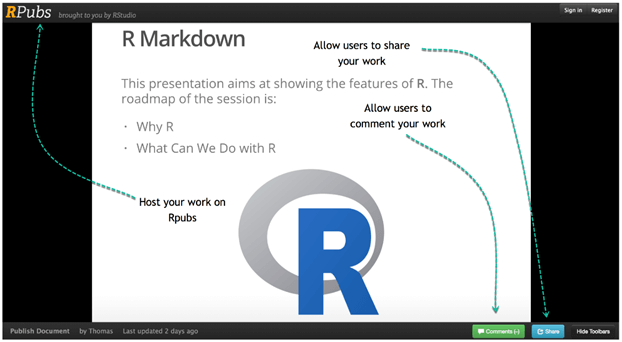 RPubs brought to you by RStudio
Sign in Register
R Markdown
Allow users to share
your work
This presentation aims at showing the features of R. The
roadmap of the session is:
• Why R
• What Can We Do with R
Allow users to
comment your work
Host your work on
Rpubs
R
Publish Document by Thomas Last updated 2 days ago
Comments (-) Share Hide Toolbars